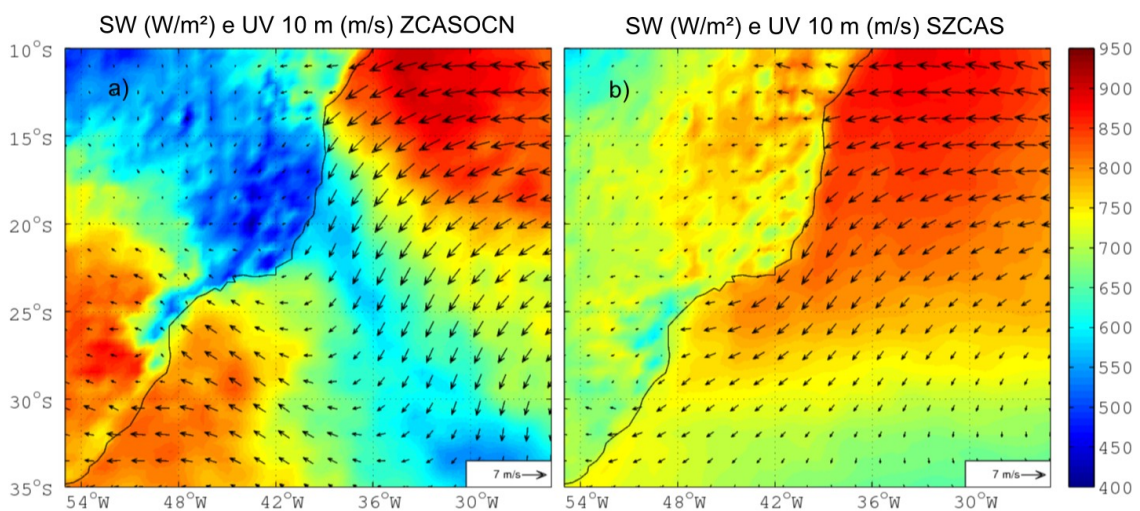 SW (W/m²) e UV 10 m (m/s) ZCASOCN
SW (W/m²) e UV 10 m (m/s) SZCAS
a)
b)
10°S
15°S
20°S
25°S
30°S
35°S
54°W 48°W 42°W 36°W 30°W
54°W 48°W 42°W 36°W 30°W
7 m/s
7 m/s
950
900
850
800
750
700
650
600
550
500
450
400